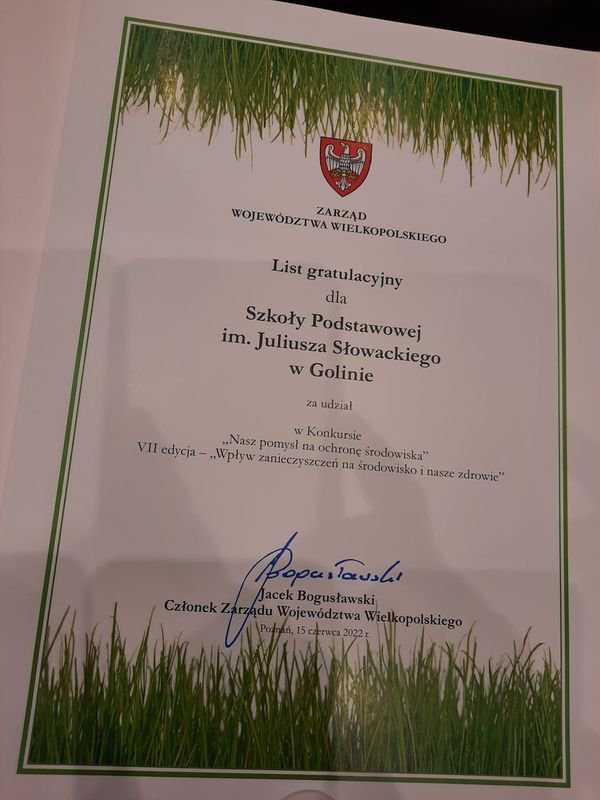 ZARZĄD
WOJEWÓDZTWA WIELKOPOLSKIEGO
List gratulacyjny
dla
Szkoły Podstawowej
im. Juliusza Słowackiego
w Golinie
za udział
w Konkursie
„Nasz pomysł na ochronę środowiska”
VII edycja – „Wpływ zanieczyszczeń na środowisko i nasze zdrowie”
Bogusławski
Jacek Bogusławski
Członek Zarządu Województwa Wielkopolskiego
Poznań, 15 czerwca 2022 r.